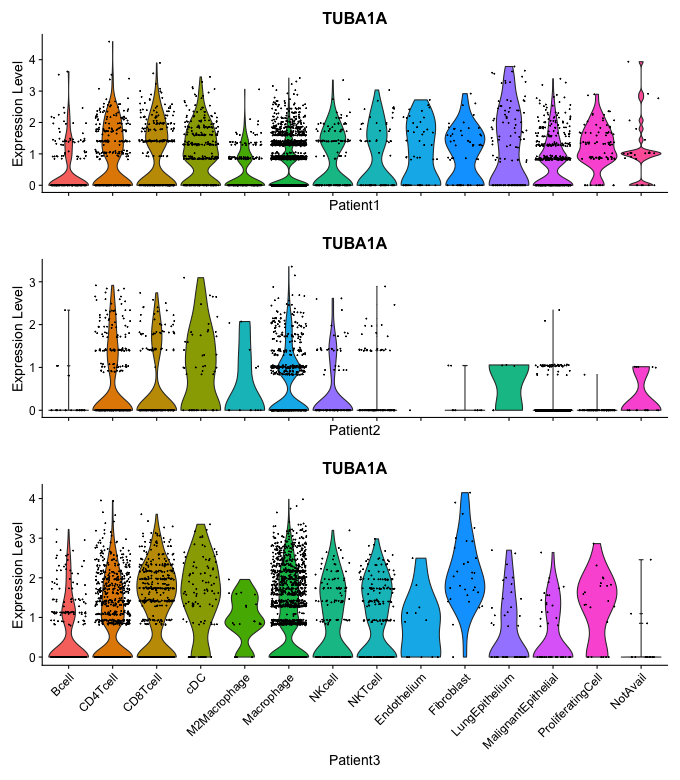 TUBA1A
Expression Level
4
3
2
1
0
Patient1
TUBA1A
Expression Level
3
2
1
0
Patient2
TUBA1A
Expression Level
4
3
2
1
0
Bcell
CD4Tcell
CD8Tcell
cDC
M2Macrophage
Macrophage
NKcell
NKTcell
Endothelium
Fibroblast
LungEpithelium
MalignantEpithelial
ProliferatingCell
NotAvail
Patient3